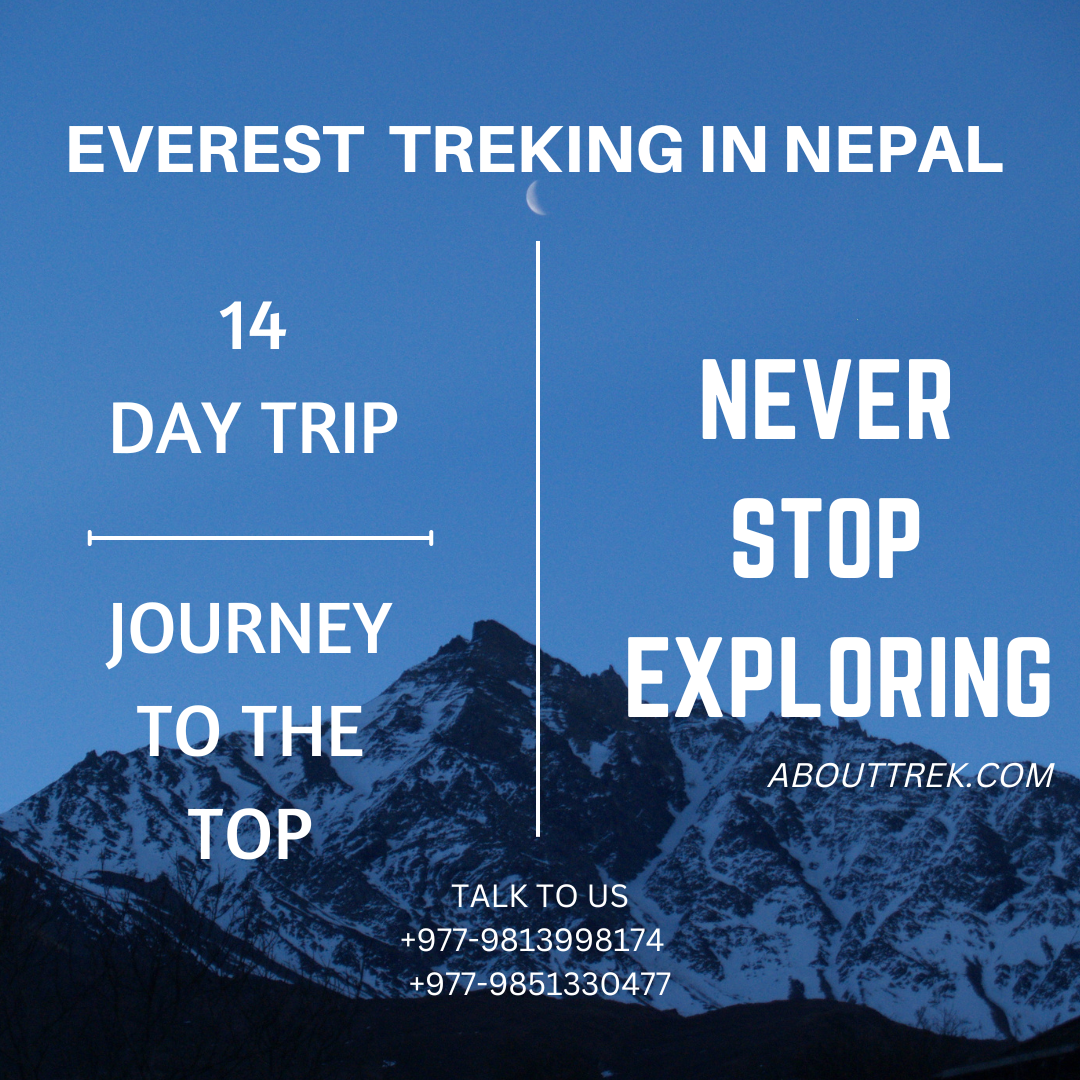 EVEREST TREKING IN NEPAL
14
DAY TRIP
JOURNEY
TO THE
TOP
NEVER
STOP
EXPLORING
ABOUTTREK.COM
TALK TO US
+977-9813998174
+977-9851330477